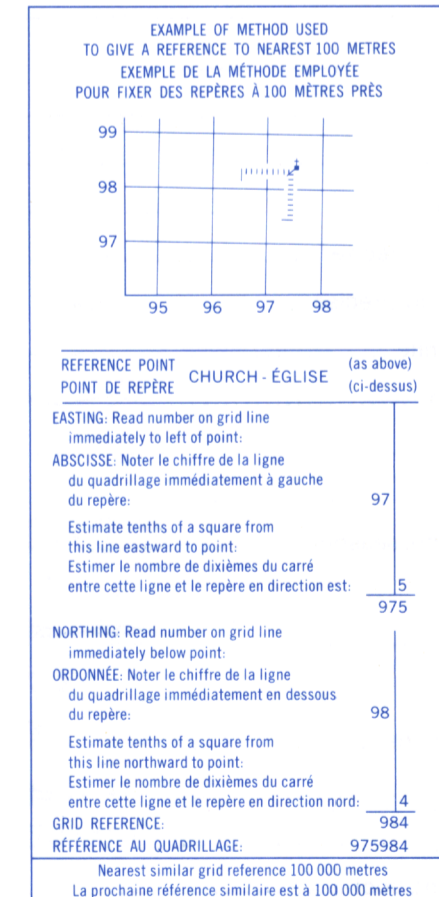 EXAMPLE OF METHOD USED
TO GIVE A REFERENCE TO NEAREST 100 METRES
EXEMPLE DE LA MÉTHODE EMPLOYÉE
POUR FIXER DES REPÈRES À 100 MÈTRES PRÈS
99
98
97
95 96 97 98
REFERENCE POINT
POINT DE REPÈRE
CHURCH - ÉGLISE
(as above)
(ci-dessus)
EASTING: Read number on grid line
immediately to left of point:
ABSCISSE: Noter le chiffre de la ligne
du quadrillage immédiatement à gauche
du repère: 97
Estimate tenths of a square from
this line eastward to point:
Estimer le nombre de dixièmes du carré
entre cette ligne et le repère en direction est: 5
975
NORTHING: Read number on grid line
immediately below point:
ORDONNÉE: Noter le chiffre de la ligne
du quadrillage immédiatement en dessous
du repère: 98
Estimate tenths of a square from
this line northward to point:
Estimer le nombre de dixièmes du carré
entre cette ligne et le repère en direction nord: 4
GRID REFERENCE: 984
RÉFÉRENCE AU QUADRILLAGE: 975984
Nearest similar grid reference 100 000 metres
La prochaine référence similaire est à 100 000 mètres